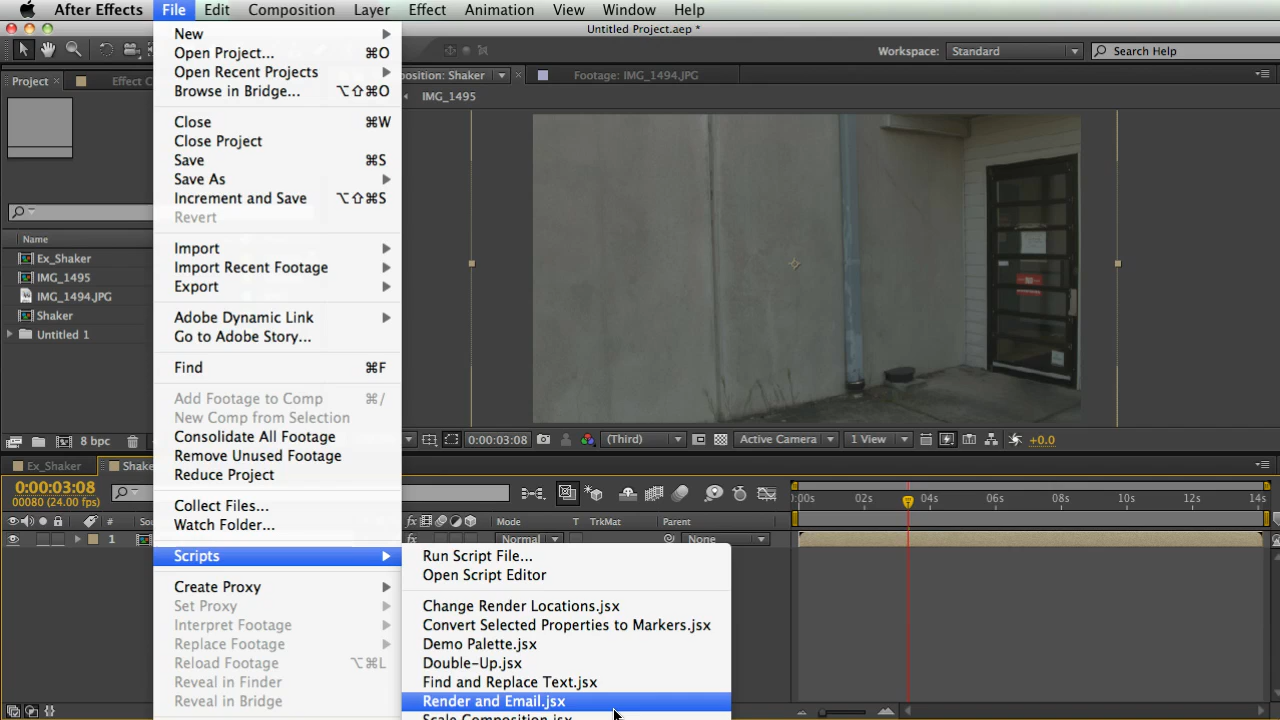 After Effects File Edit Composition Layer Effect Animation View Window Help
Untitled Project.aep *
Workspace: Standard Search Help
Project × Effect C
position: Shaker × Footage: IMG_1494.JPG
IMG_1495
New
Open Project... ⌘O
Open Recent Projects
Browse in Bridge... ⌥⇧⌘O
Close ⌘W
Close Project
Save ⌘S
Save As
Increment and Save ⌥⇧⌘S
Revert
Import
Import Recent Footage
Export
Adobe Dynamic Link
Go to Adobe Story...
Find ⌘F
Add Footage to Comp ⌘/
New Comp from Selection
Consolidate All Footage
Remove Unused Footage
Reduce Project
Collect Files...
Watch Folder...
Scripts
Create Proxy
Set Proxy
Interpret Footage
Replace Footage
Reload Footage ⌥⌘L
Reveal in Finder
Reveal in Bridge
Run Script File...
Open Script Editor
Change Render Locations.jsx
Convert Selected Properties to Markers.jsx
Demo Palette.jsx
Double-Up.jsx
Find and Replace Text.jsx
Render and Email.jsx
Scale Composition.jsx
Name
Ex_Shaker
IMG_1495
IMG_1494.JPG
Shaker
Untitled 1
8 bpc
0:00:03:08 (Third) Active Camera 1 View +0.0
Ex_Shaker Shake
0:00:03:08
00080 (24.00 fps)
):00s 02s 04s 06s 08s 10s 12s 14s
# Sou fx Mode T TrkMat Parent
1 Normal None